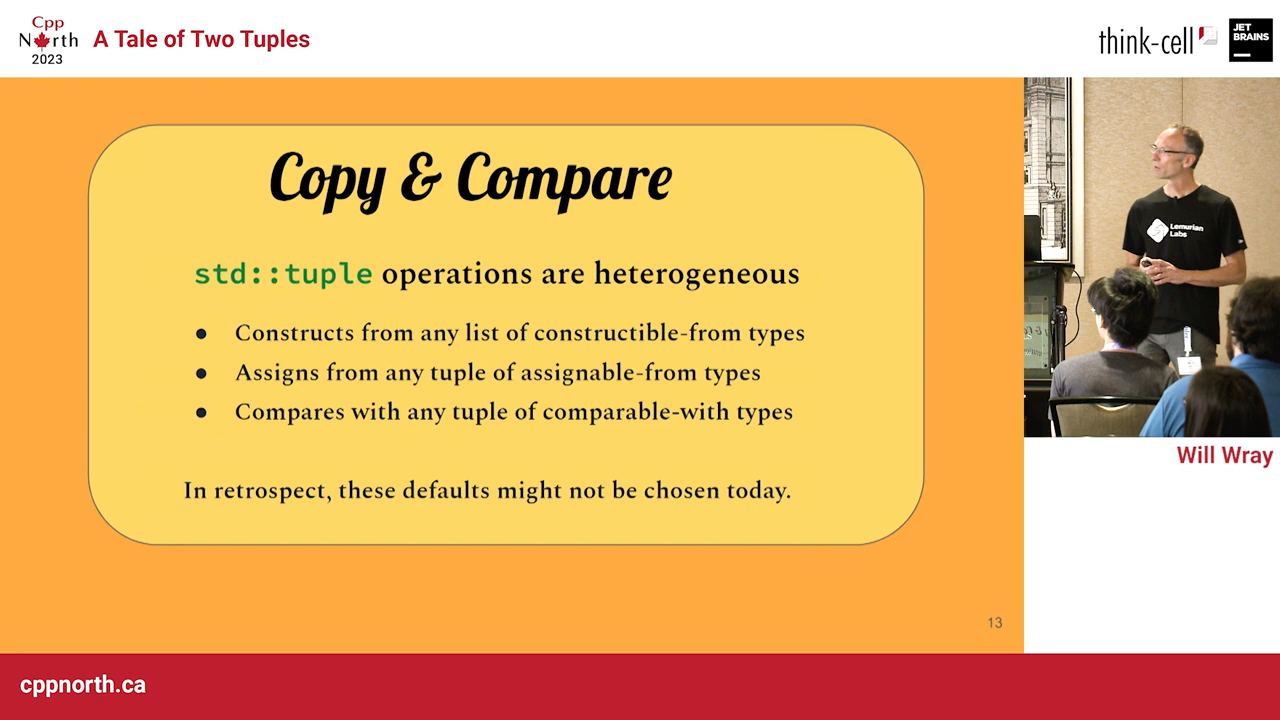 Cpp
North
2023
A Tale of Two Tuples
think-cell
JET
BRAINS
Copy & Compare
std::tuple operations are heterogeneous
● Constructs from any list of constructible-from types
● Assigns from any tuple of assignable-from types
● Compares with any tuple of comparable-with types
In retrospect, these defaults might not be chosen today.
13
Lemurian
Labs
Will Wray
cppnorth.ca